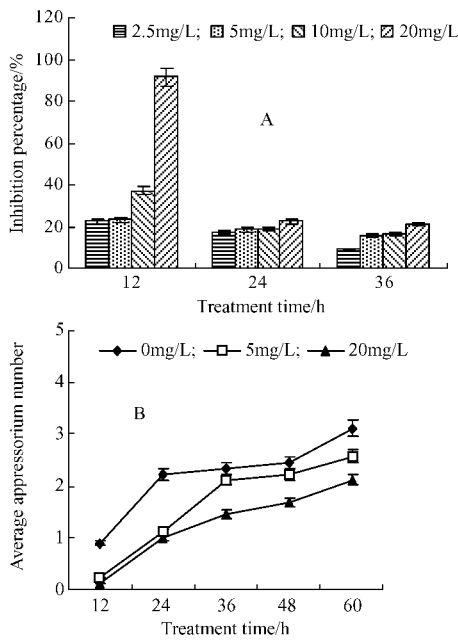 120
100
80
60
40
20
0
Inhibition percentage/%
2.5mg/L; 5mg/L; 10mg/L; 20mg/L
A
12 24 36
Treatment time/h
5
4
3
2
1
0
Average appressorium number
0mg/L; 5mg/L; 20mg/L
B
12 24 36 48 60
Treatment time/h